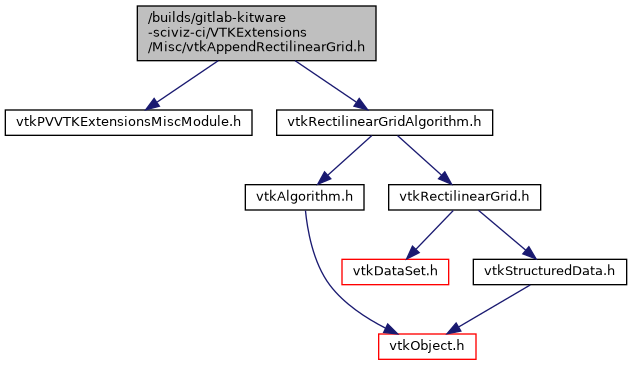 /builds/gitlab-kitware
-sciviz-ci/VTKExtensions
/Misc/vtkAppendRectilinearGrid.h
vtkPVVTKExtensionsMiscModule.h
vtkRectilinearGridAlgorithm.h
vtkAlgorithm.h
vtkRectilinearGrid.h
vtkDataSet.h
vtkStructuredData.h
vtkObject.h